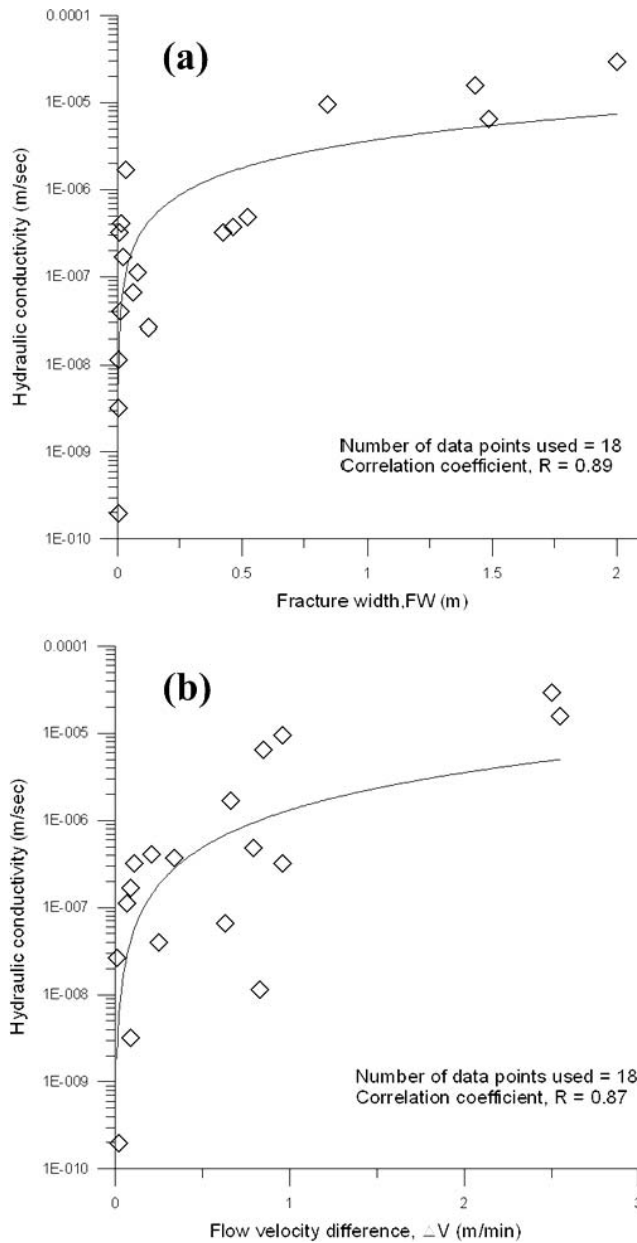 (a)
Hydraulic conductivity (m/sec)
0.0001
1E-005
1E-006
1E-007
1E-008
1E-009
1E-010
Number of data points used = 18
Correlation coefficient, R = 0.89
0 0.5 1 1.5 2
Fracture width,FW (m)
(b)
Hydraulic conductivity (m/sec)
0.0001
1E-005
1E-006
1E-007
1E-008
1E-009
1E-010
Number of data points used = 18
Correlation coefficient, R = 0.87
0 1 2 3
Flow velocity difference, △V (m/min)